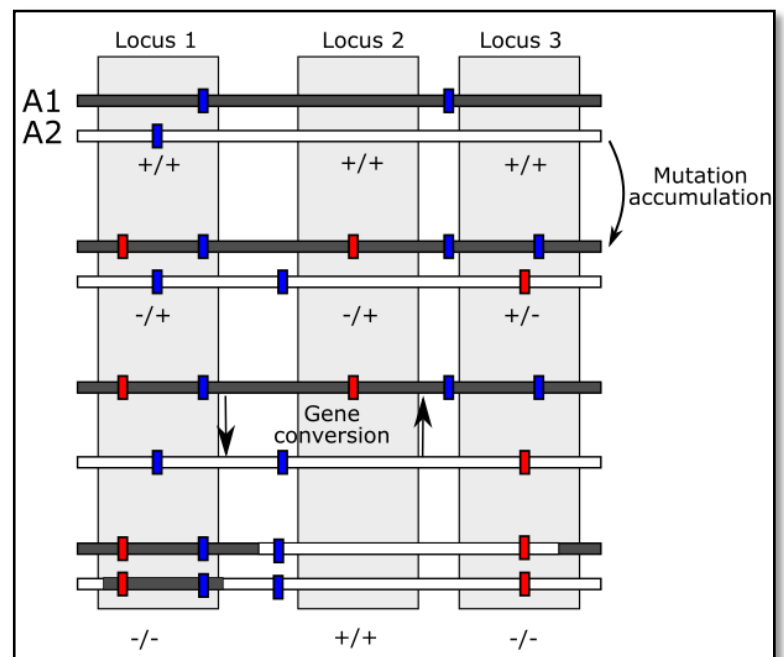 Locus 1 Locus 2 Locus 3
A1
A2
+/+ +/+ +/+
Mutation
accumulation
-/+ -/+ +/-
Gene
conversion
-/- +/+ -/-